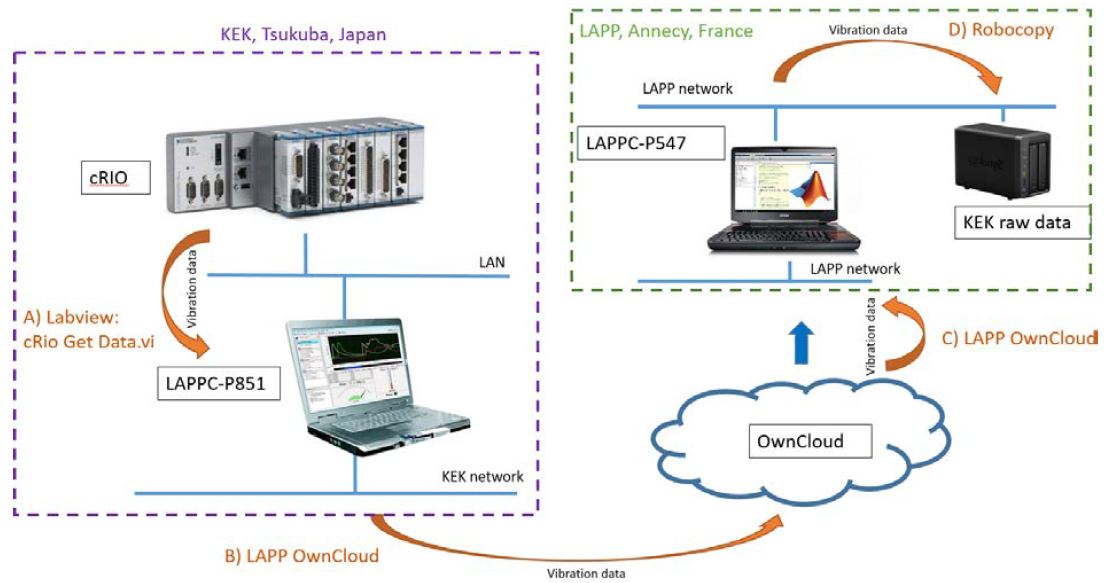 KEK, Tsukuba, Japan
cRIO
LAN
Vibration data
A) Labview:
cRio Get Data.vi
LAPPC-P851
KEK network
B) LAPP OwnCloud
Vibration data
LAPP, Annecy, France
Vibration data
D) Robocopy
LAPP network
LAPPC-P547
KEK raw data
LAPP network
Vibration data
C) LAPP OwnCloud
OwnCloud